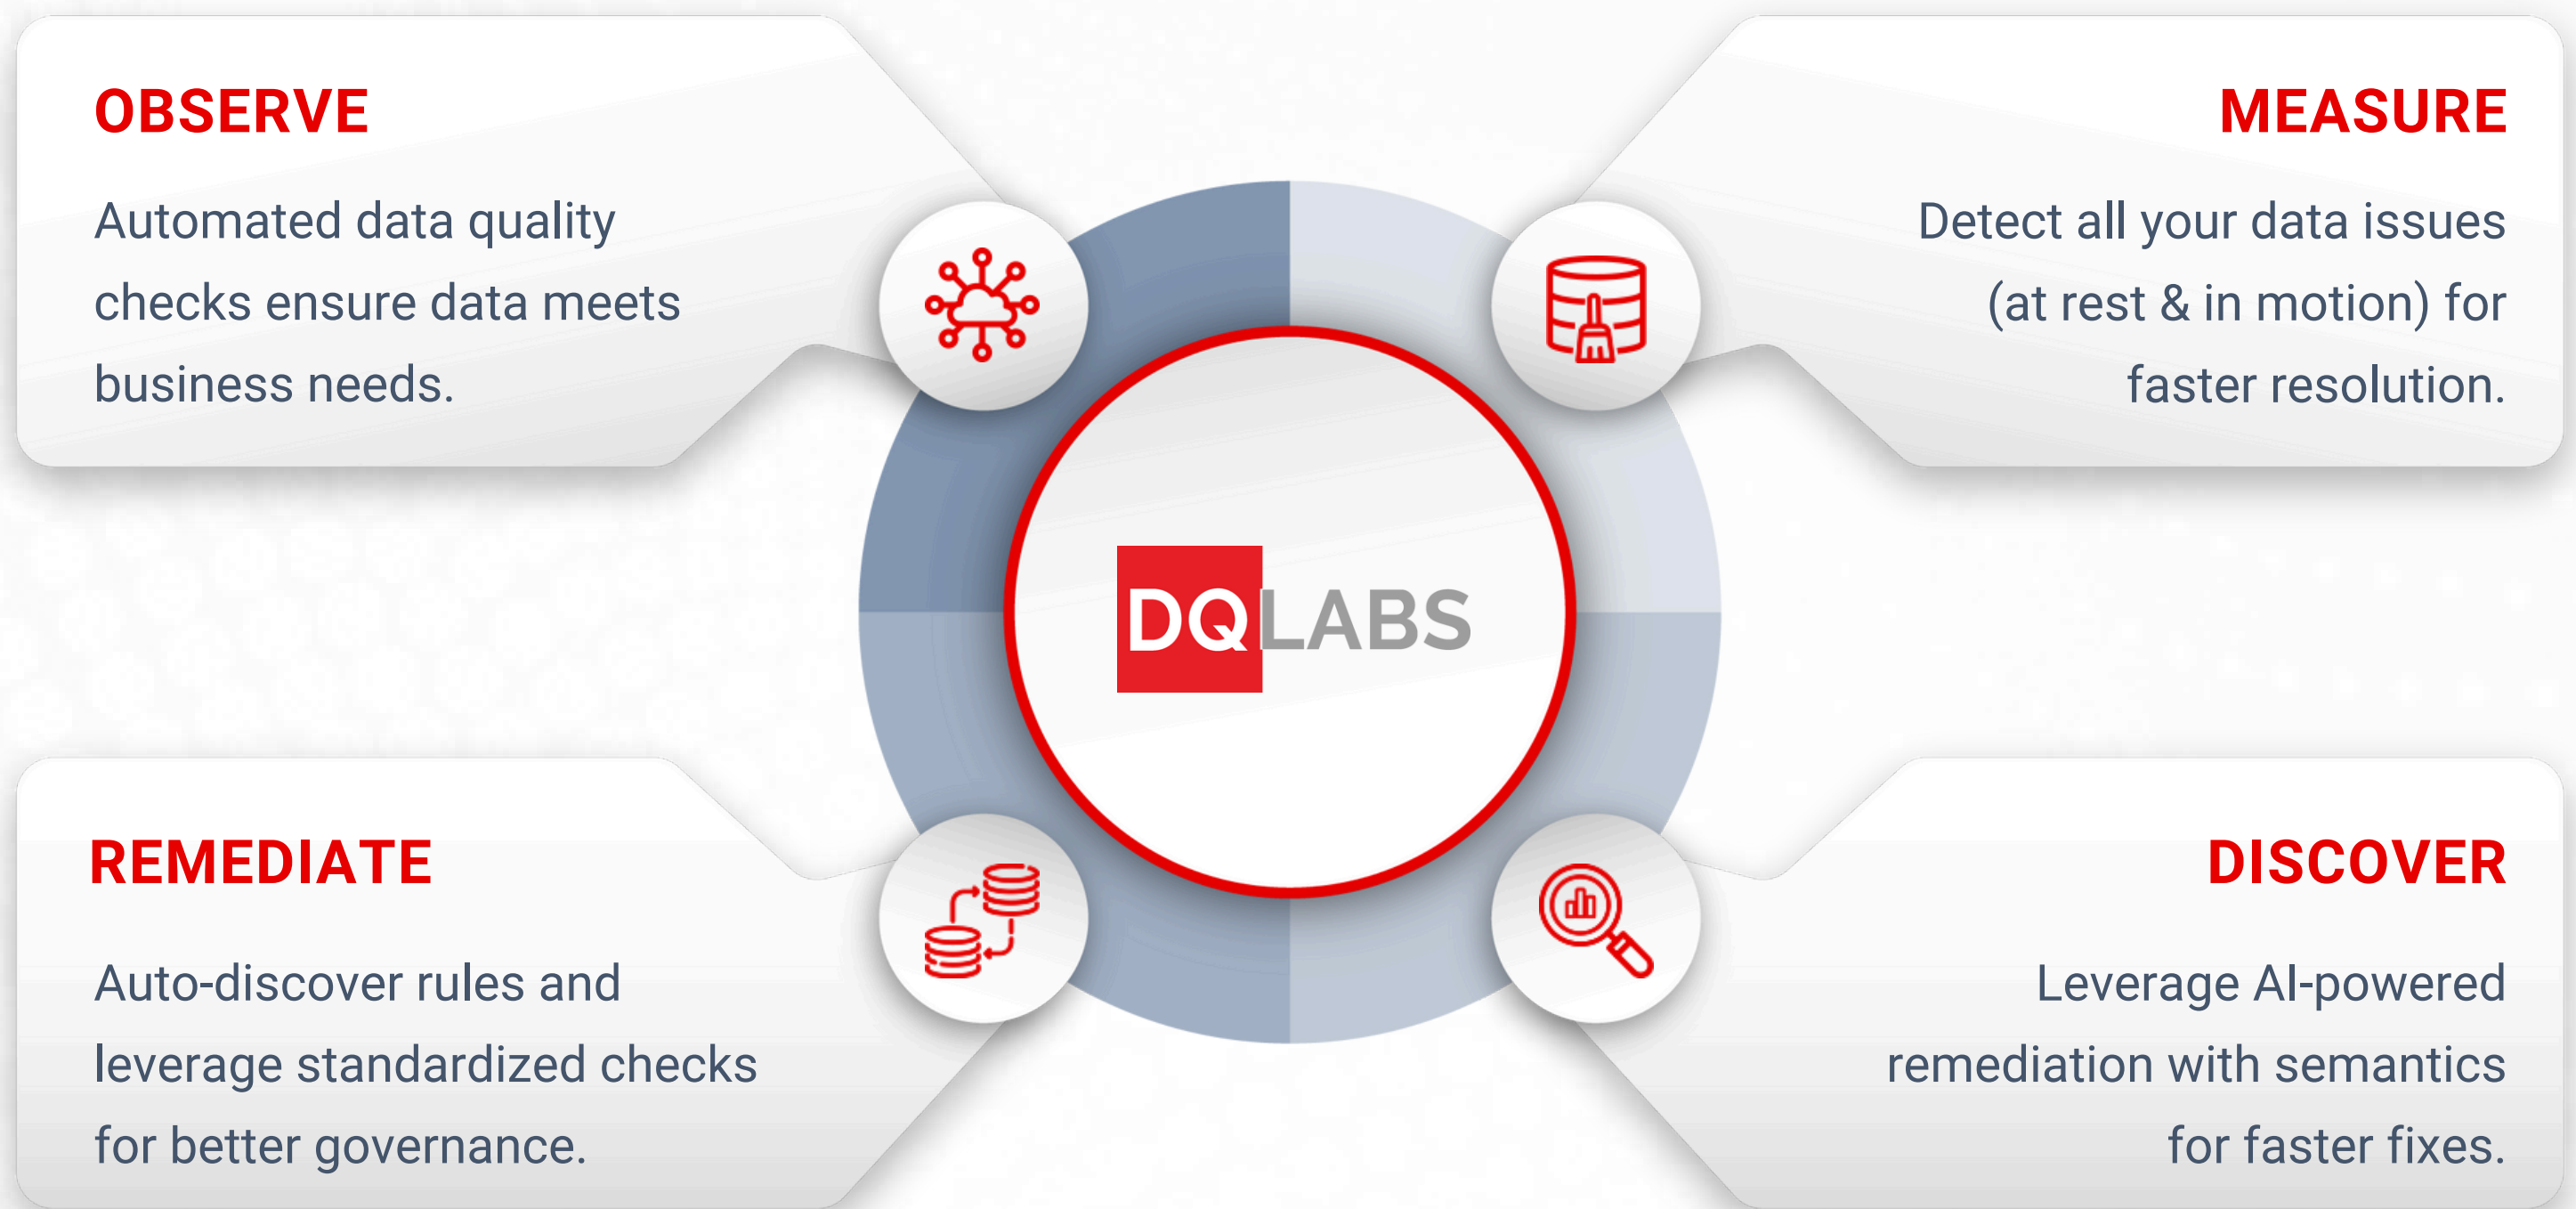 OBSERVE
Automated data quality
checks ensure data meets
business needs.
MEASURE
Detect all your data issues
(at rest & in motion) for
faster resolution.
DQLABS
REMEDIATE
Auto-discover rules and
leverage standardized checks
for better governance.
DISCOVER
Leverage AI-powered
remediation with semantics
for faster fixes.